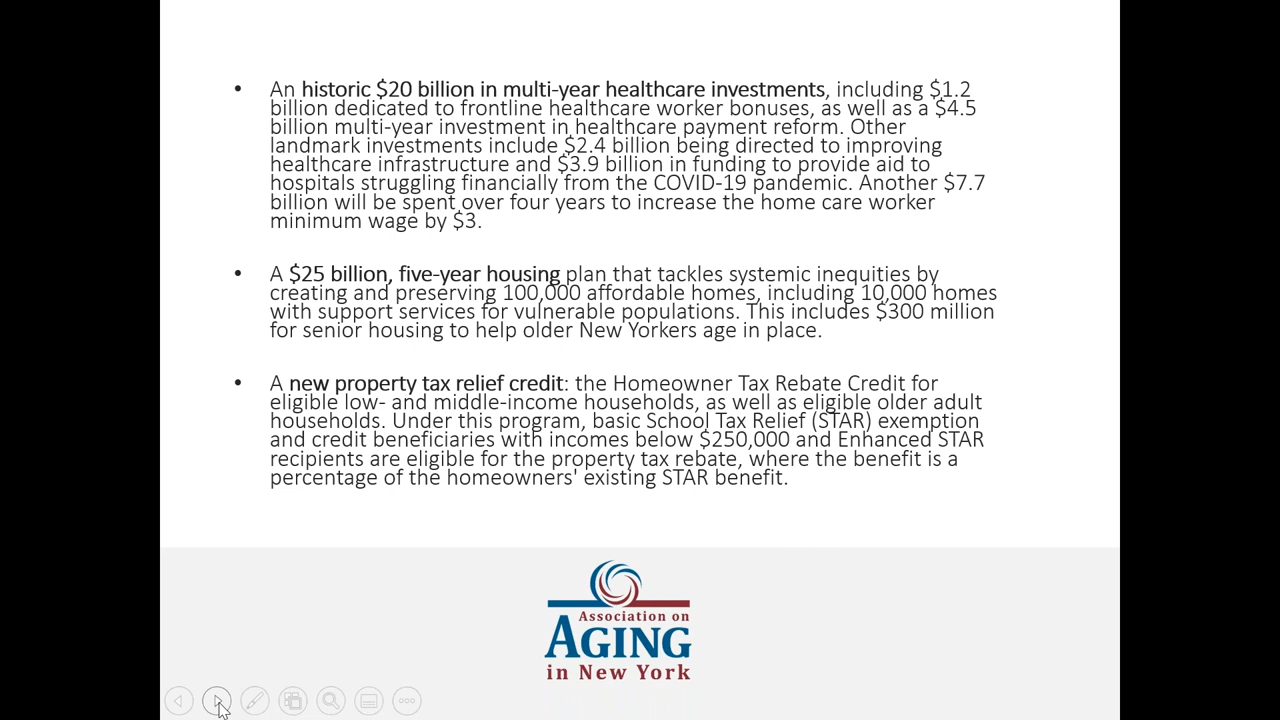 • An historic $20 billion in multi-year healthcare investments, including $1.2
billion dedicated to frontline healthcare worker bonuses, as well as a $4.5
billion multi-year investment in healthcare payment reform. Other
landmark investments include $2.4 billion being directed to improving
healthcare infrastructure and $3.9 billion in funding to provide aid to
hospitals struggling financially from the COVID-19 pandemic. Another $7.7
billion will be spent over four years to increase the home care worker
minimum wage by $3.
• A $25 billion, five-year housing plan that tackles systemic inequities by
creating and preserving 100,000 affordable homes, including 10,000 homes
with support services for vulnerable populations. This includes $300 million
for senior housing to help older New Yorkers age in place.
• A new property tax relief credit: the Homeowner Tax Rebate Credit for
eligible low- and middle-income households, as well as eligible older adult
households. Under this program, basic School Tax Relief (STAR) exemption
and credit beneficiaries with incomes below $250,000 and Enhanced STAR
recipients are eligible for the property tax rebate, where the benefit is a
percentage of the homeowners' existing STAR benefit.
Association on
AGING
in New York